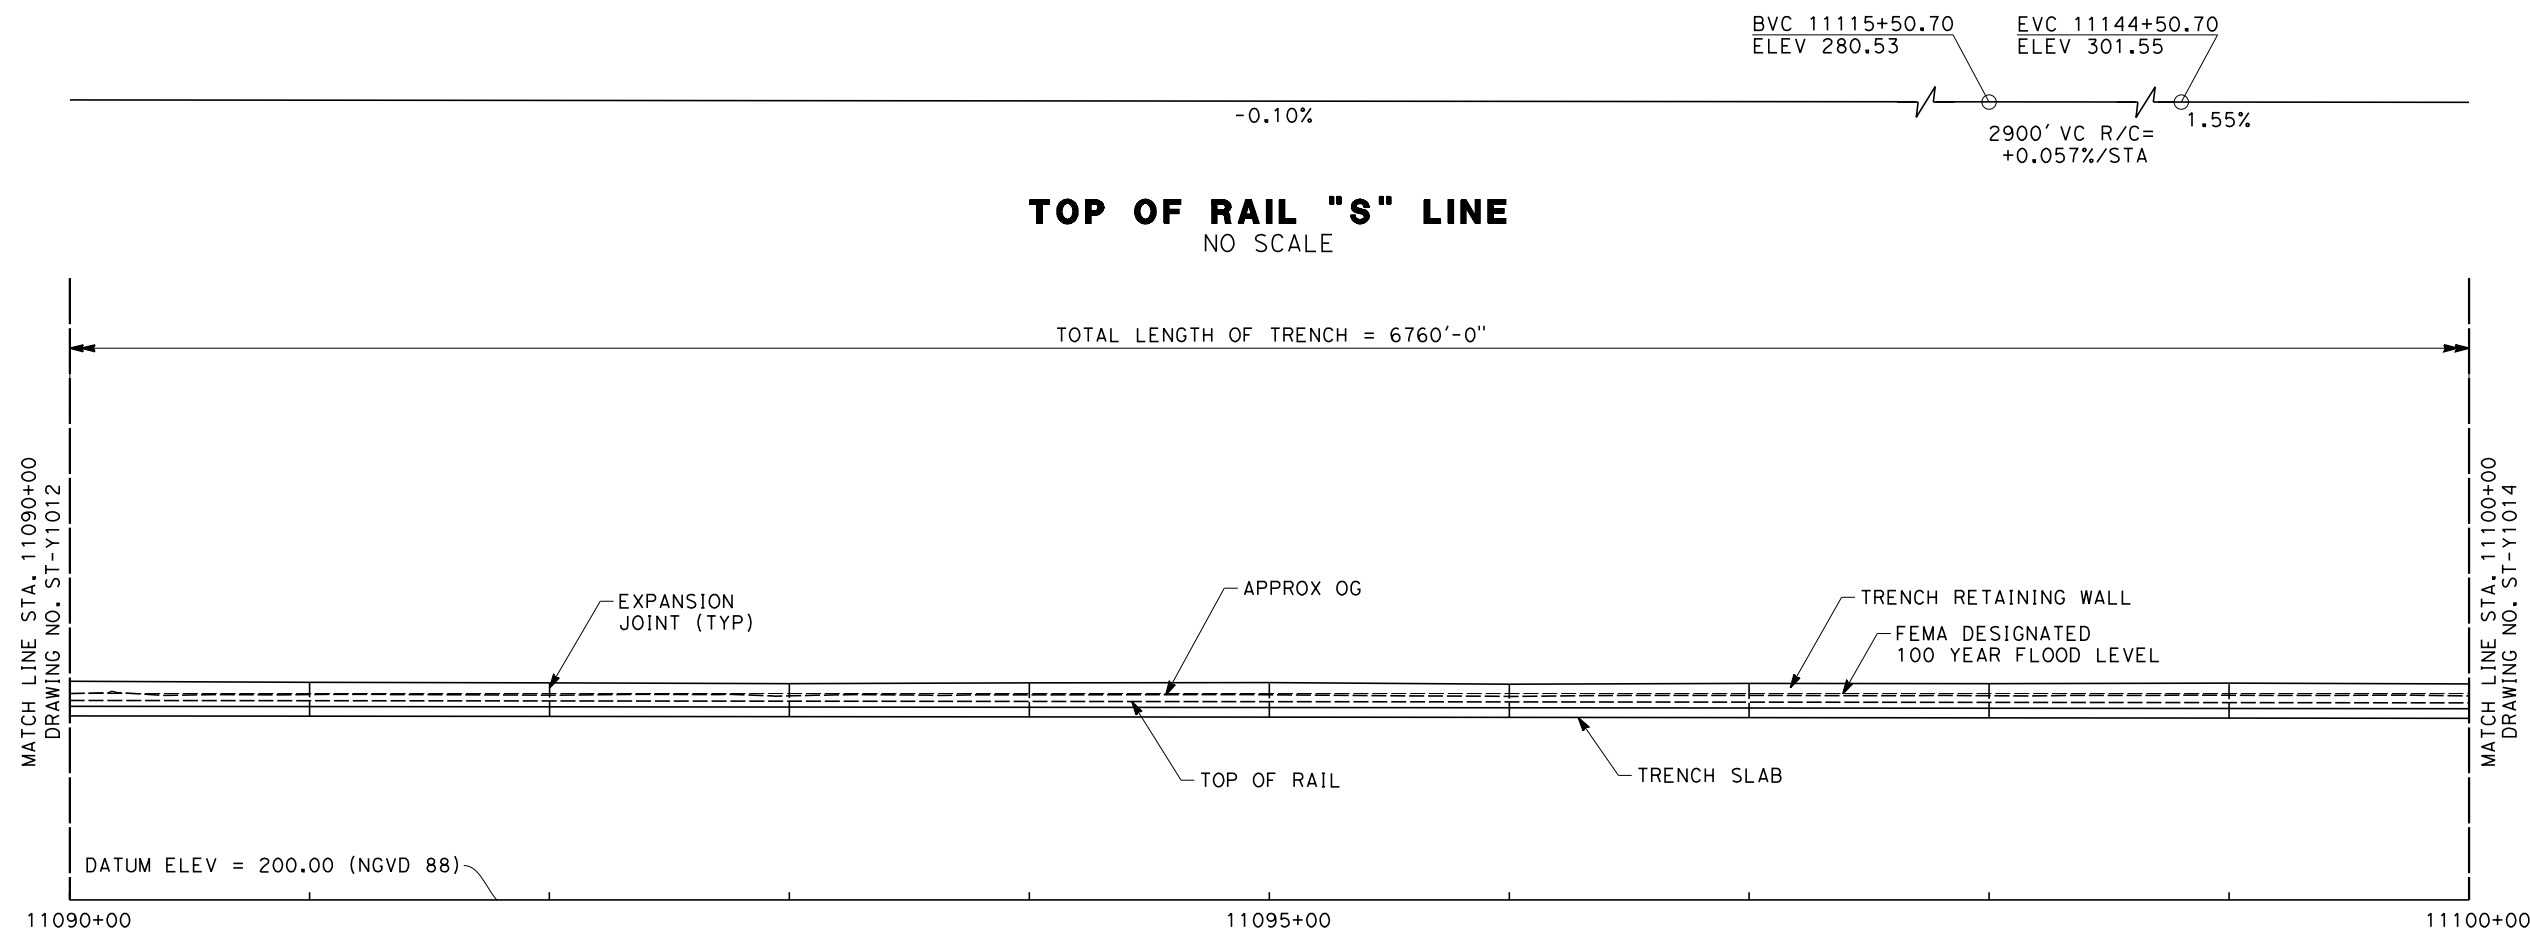 BVC 11115+50.70
ELEV 280.53
EVC 11144+50.70
ELEV 301.55
-0.10%
1.55%
2900' VC R/C=
+0.057%/STA
TOP OF RAIL "S" LINE
NO SCALE
TOTAL LENGTH OF TRENCH = 6760'-0"
MATCH LINE STA. 11090+00
DRAWING NO. ST-Y1012
EXPANSION
JOINT (TYP)
APPROX OG
TRENCH RETAINING WALL
FEMA DESIGNATED
100 YEAR FLOOD LEVEL
MATCH LINE STA. 11100+00
DRAWING NO. ST-Y1014
TOP OF RAIL
TRENCH SLAB
DATUM ELEV = 200.00 (NGVD 88)
11090+00
11095+00
11100+00